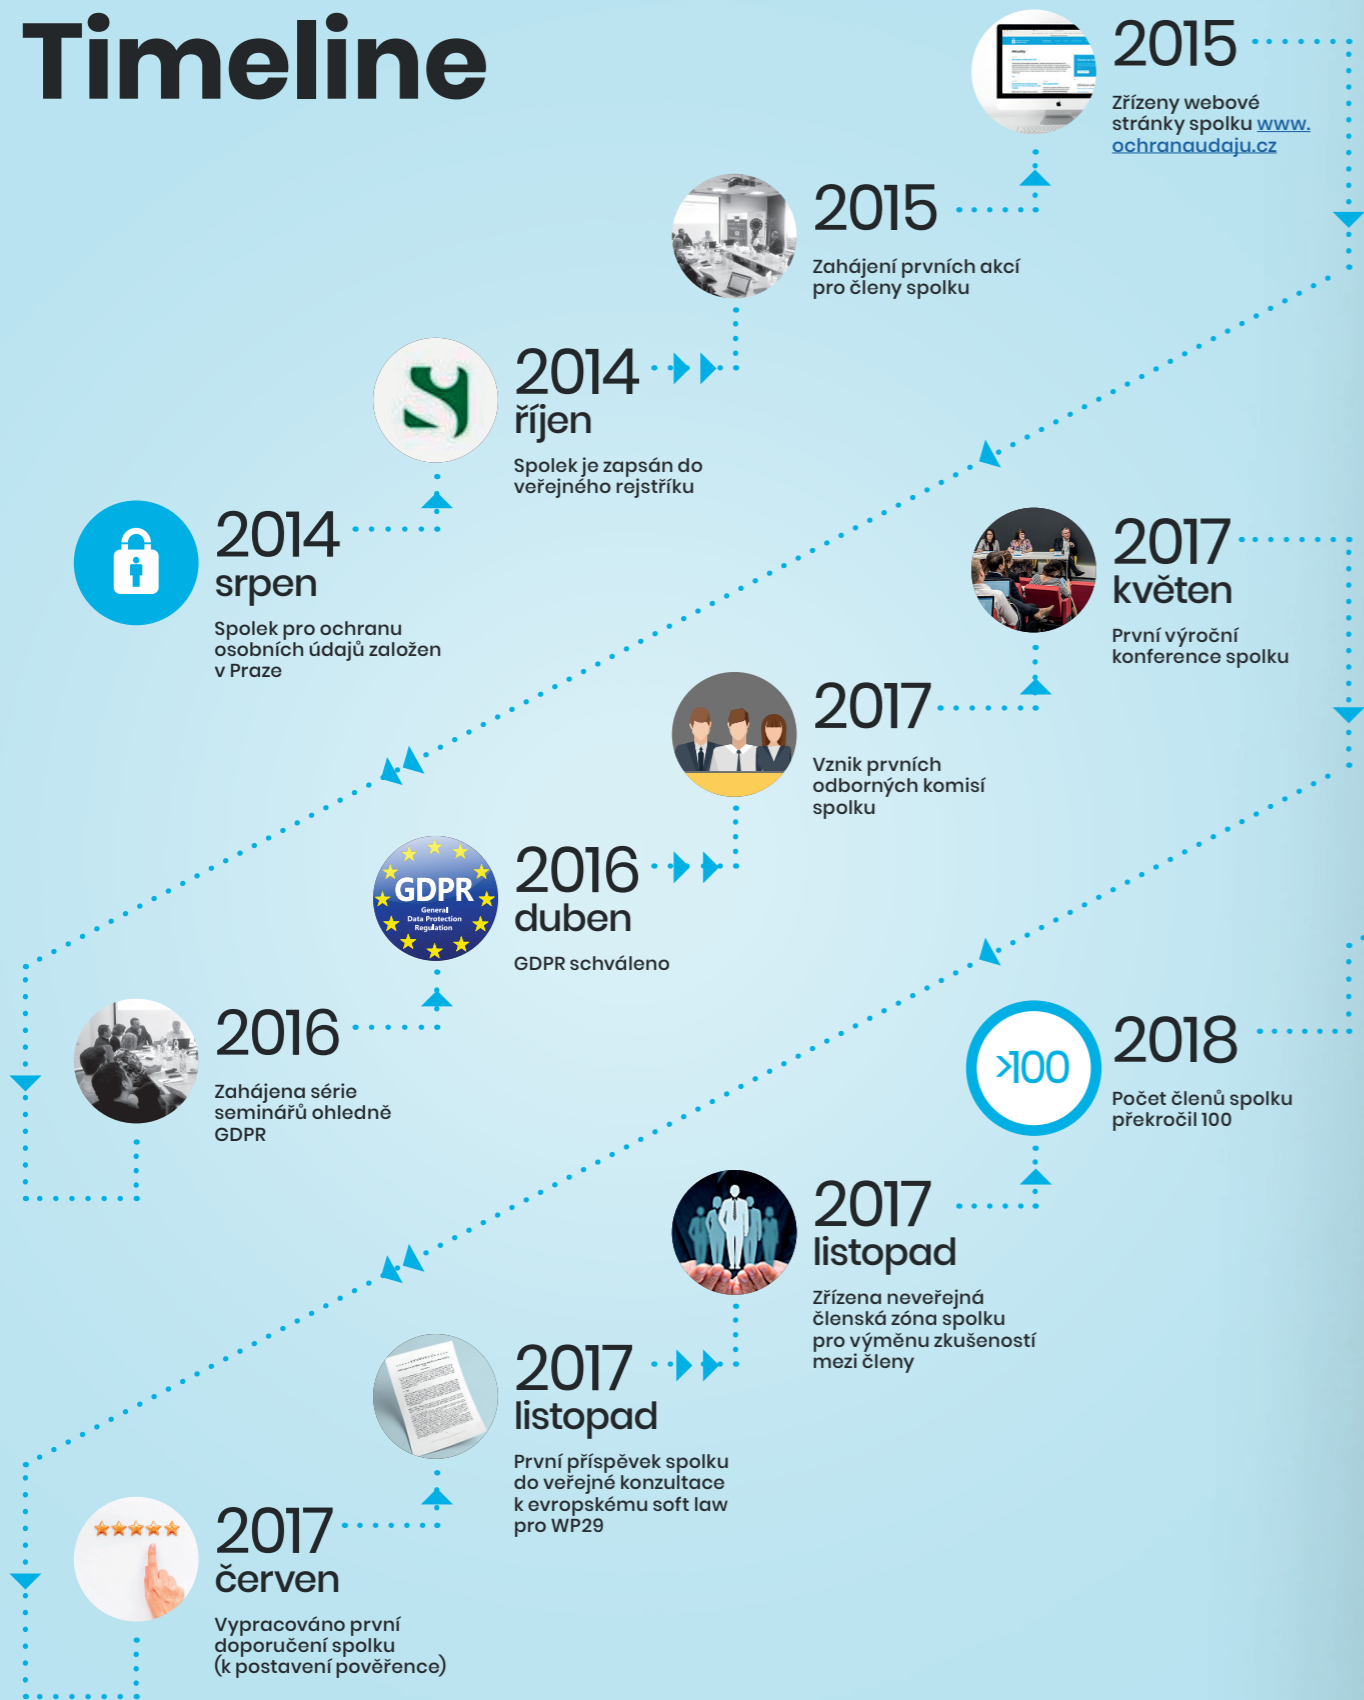 Timeline
2014
srpen
Spolek pro ochranu
osobních údajů založen
v Praze
2014
říjen
Spolek je zapsán do
veřejného rejstříku
2015
Zahájení prvních akcí
pro členy spolku
2015
Zřízeny webové
stránky spolku www.
ochranaudaju.cz
2016
Zahájena série
seminářů ohledně
GDPR
GDPR
General
Data Protection
Regulation
2016
duben
GDPR schváleno
2017
Vznik prvních
odborných komisí
spolku
2017
květen
První výroční
konference spolku
2017
červen
Vypracováno první
doporučení spolku
(k postavení pověřence)
2017
listopad
První příspěvek spolku
do veřejné konzultace
k evropskému soft law
pro WP29
2017
listopad
Zřízena neveřejná
členská zóna spolku
pro výměnu zkušeností
mezi členy
>100
2018
Počet členů spolku
překročil 100